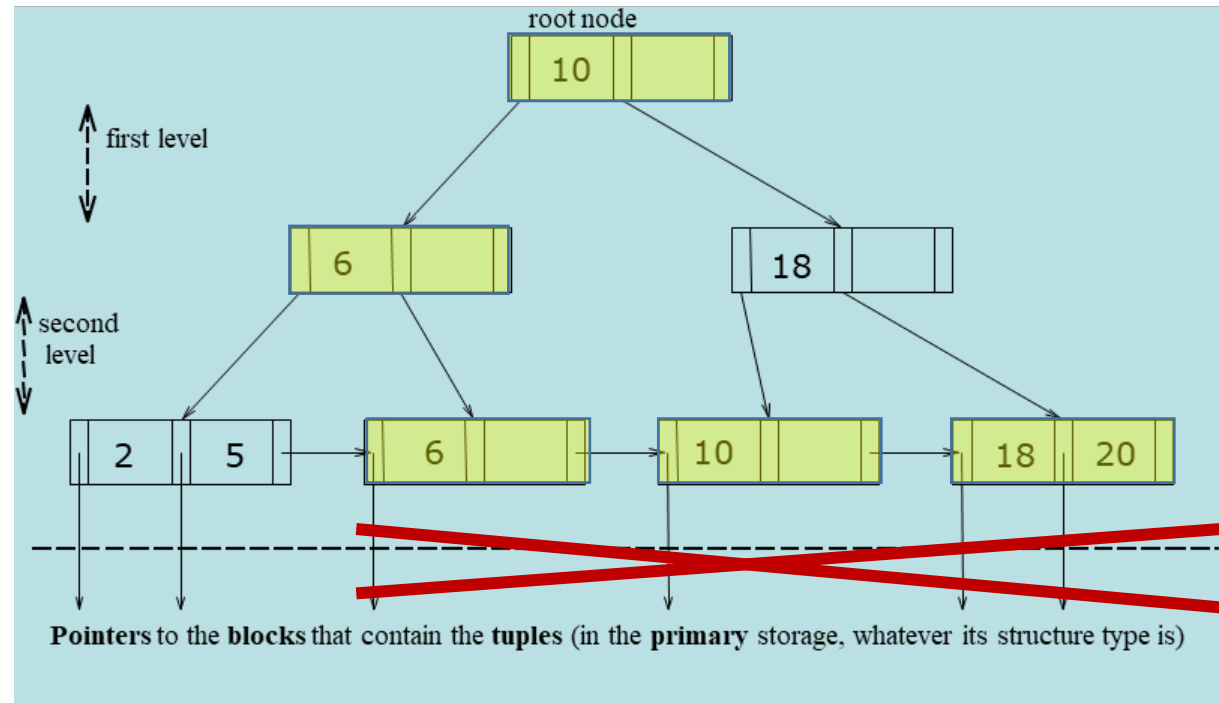 root node
10
first level
6
18
second
level
2 5 6 10 18 20
Pointers to the blocks that contain the tuples (in the primary storage, whatever its structure type is)